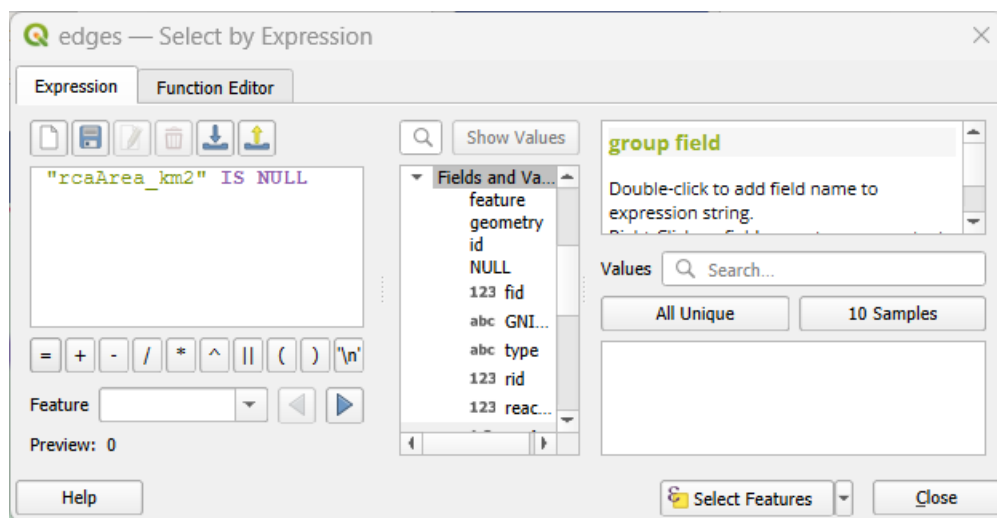 edges — Select by Expression
Expression
Function Editor
"rcaArea_km2" IS NULL
= + - / * ^ || ( ) '\n'
Feature
Preview: 0
Show Values
Fields and Va...
feature
geometry
id
NULL
123 fid
abc GNI...
abc type
123 rid
123 reac...
group field
Double-click to add field name to
expression string.
Values
Search...
All Unique
10 Samples
Help
Select Features
Close